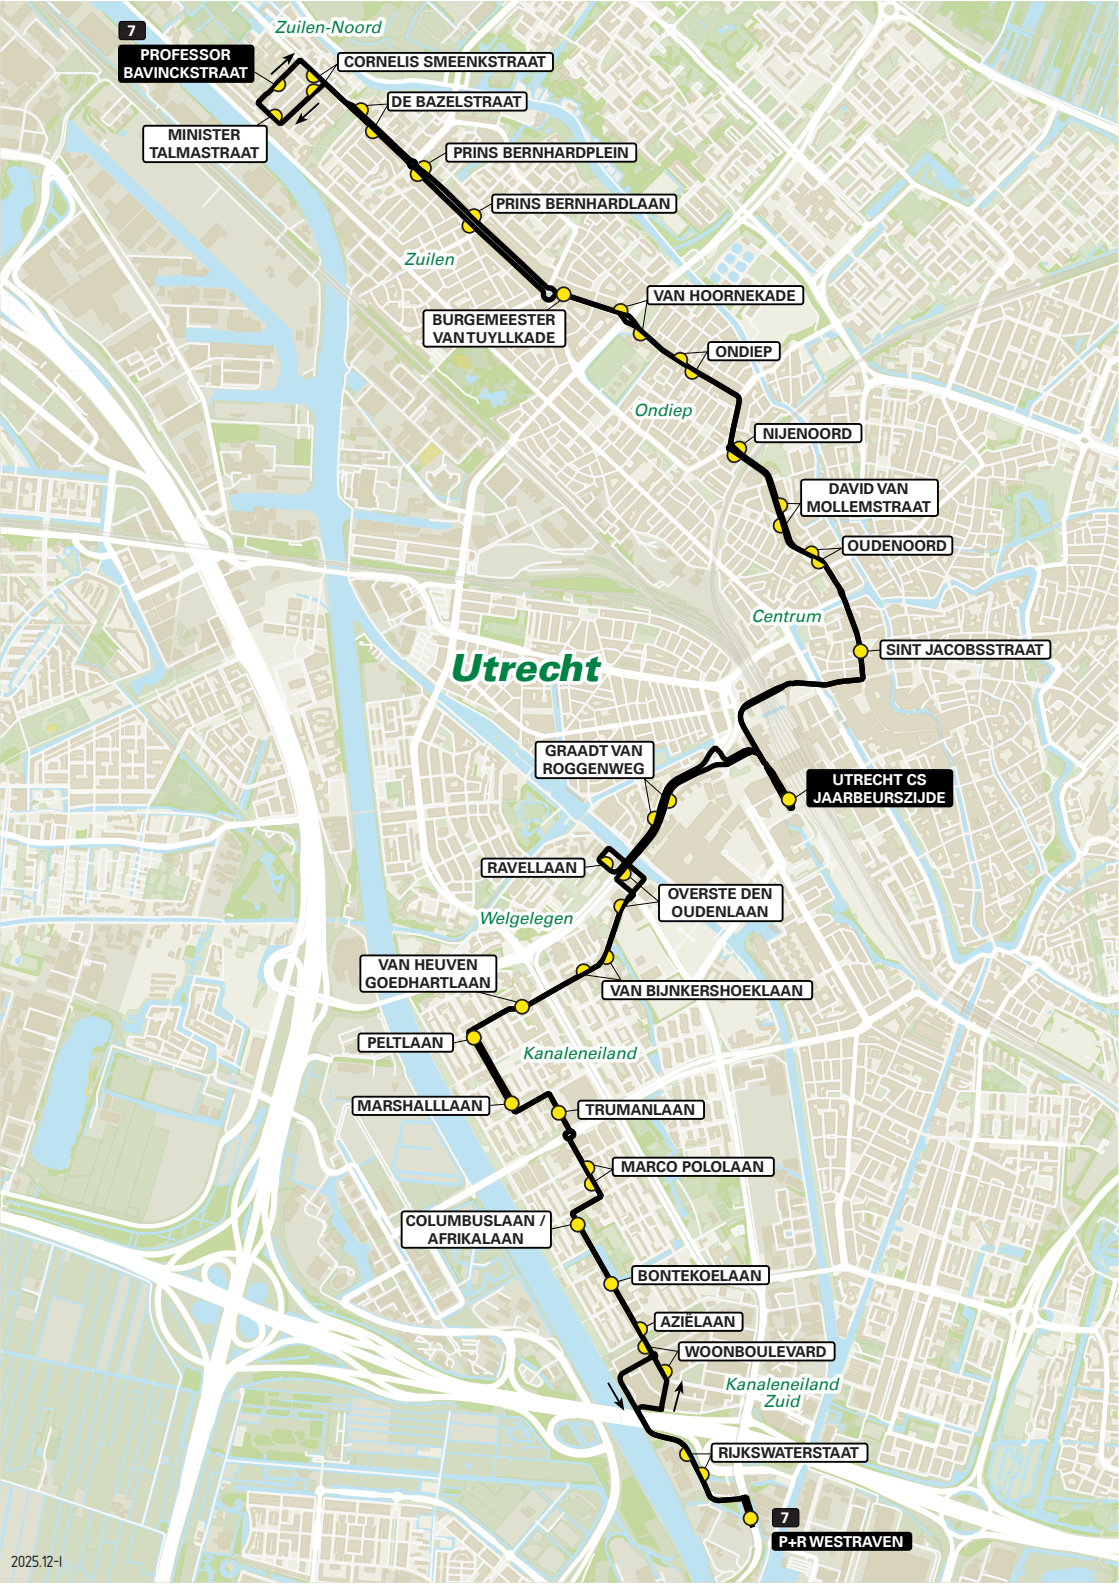 7
Zuilen-Noord
PROFESSOR
BAVINCKSTRAAT
CORNELIS SMEENKSTRAAT
DE BAZELSTRAAT
MINISTER
TALMASTRAAT
PRINS BERNHARDPLEIN
PRINS BERNHARDLAAN
Zuilen
VAN HOORNEKADE
BURGEMEESTER
VAN TUYLLKADE
ONDIEP
Ondiep
NIJENOORD
DAVID VAN
MOLLEMSTRAAT
OUDENOORD
Centrum
SINT JACOBSSTRAAT
Utrecht
GRAADT VAN
ROGGENWEG
UTRECHT CS
JAARBEURSZIJDE
RAVELLAAN
OVERSTE DEN
OUDENLAAN
Welgelegen
VAN HEUVEN
GOEDHARTLAAN
VAN BIJNKERSHOEKLAAN
PELTLAAN
Kanaleneiland
MARSHALLLAAN
TRUMANLAAN
MARCO POLOLAAN
COLUMBUSLAAN /
AFRIKALAAN
BONTEKOELAAN
AZIËLAAN
WOONBOULEVARD
Kanaleneiland
Zuid
RIJKSWATERSTAAT
7
P+R WESTRAVEN
2025.12-I